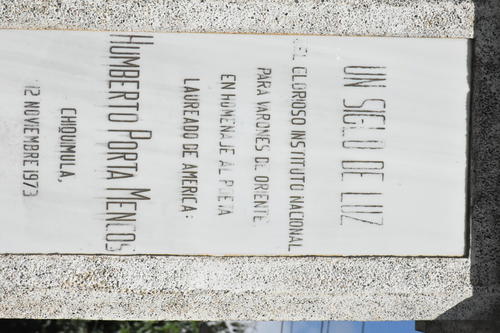 UN SIGLO DE LUZ
DEL GLORIOSO INSTITUTO NACIONAL
PARA VARONES DE ORIENTE
EN HOMENAJE AL POETA
LAUREADO DE AMERICA:
HUMBERTO PORTA MENCOS
CHIQUIMULA,
12 NOVIEMBRE 1973